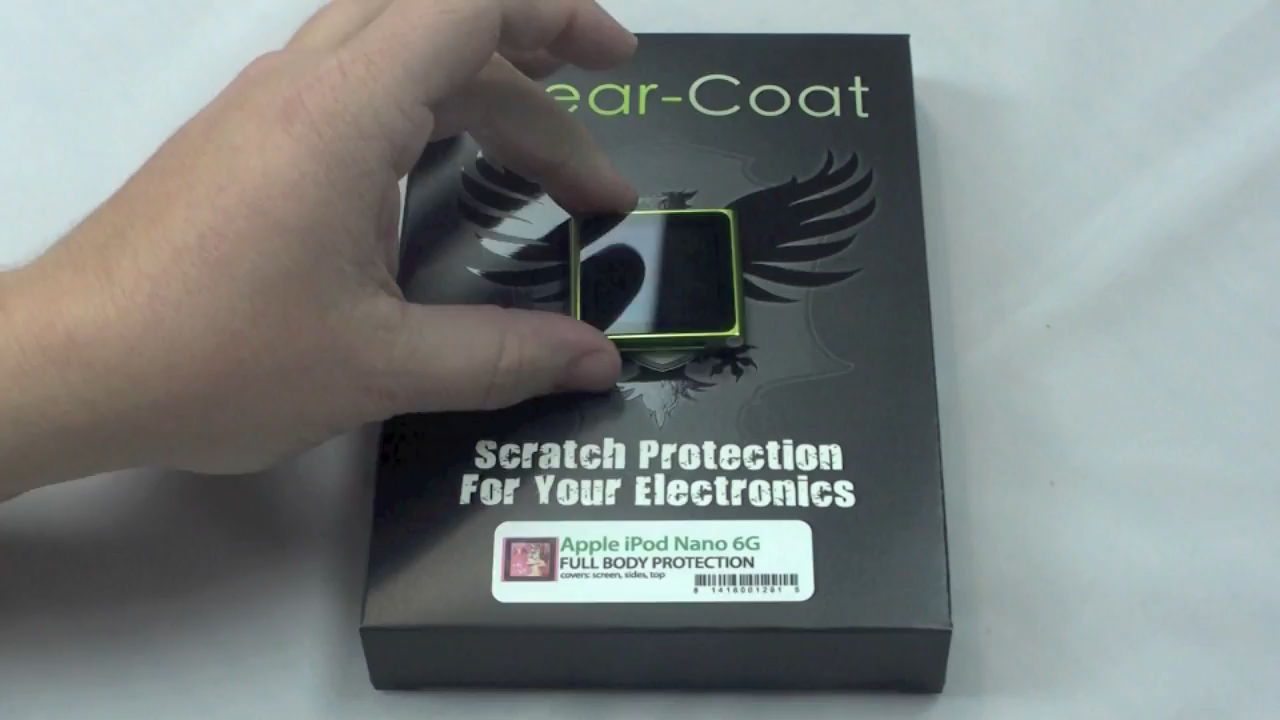 ear-Coat
Scratch Protection
For Your Electronics
Apple iPod Nano 6G
FULL BODY PROTECTION
covers: screen, sides, top